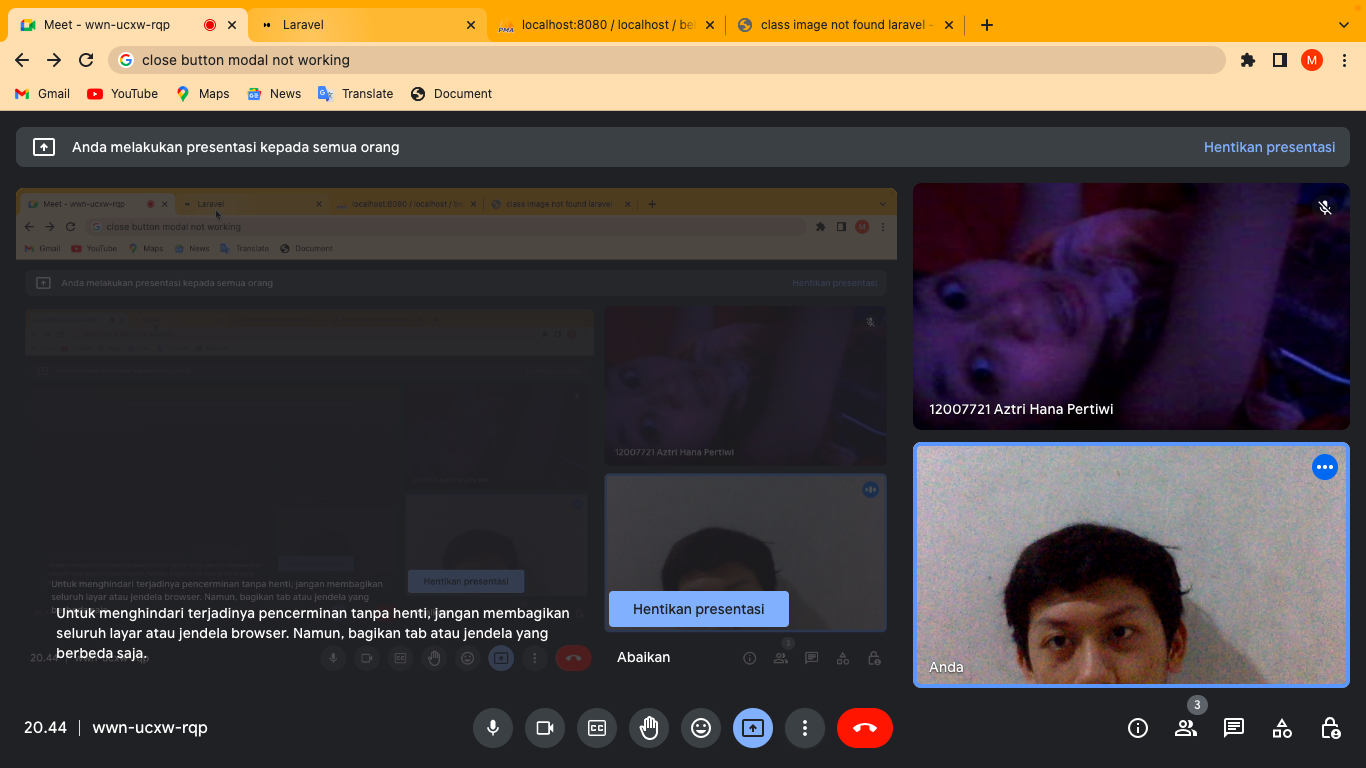 Meet - wwn-ucxw-rqp
Laravel
localhost:8080 / localhost / be
class image not found laravel -
close button modal not working
M
Gmail
YouTube
Maps
News
Translate
Document
Anda melakukan presentasi kepada semua orang
Hentikan presentasi
Meet - wwn-ucxw-rqp
Laravel
localhost:8080 / localhost
class image not found laravel
close button modal not working
Gmail
YouTube
Maps
News
Translate
Document
Anda melakukan presentasi kepada semua orang
Hentikan presentasi
12007721 Aztri Hana Pertiwi
Hentikan presentasi
Untuk menghindari terjadinya pencerminan tanpa henti, jangan membagikan
seluruh layar atau jendela browser. Namun, bagikan tab atau jendela yang
Untuk menghindari terjadinya pencerminan tanpa henti, jangan membagikan
seluruh layar atau jendela browser. Namun, bagikan tab atau jendela yang
berbeda saja.
Hentikan presentasi
Abaikan
12007721 Aztri Hana Pertiwi
Anda
20.44
wwn-ucxw-rqp
CC
3